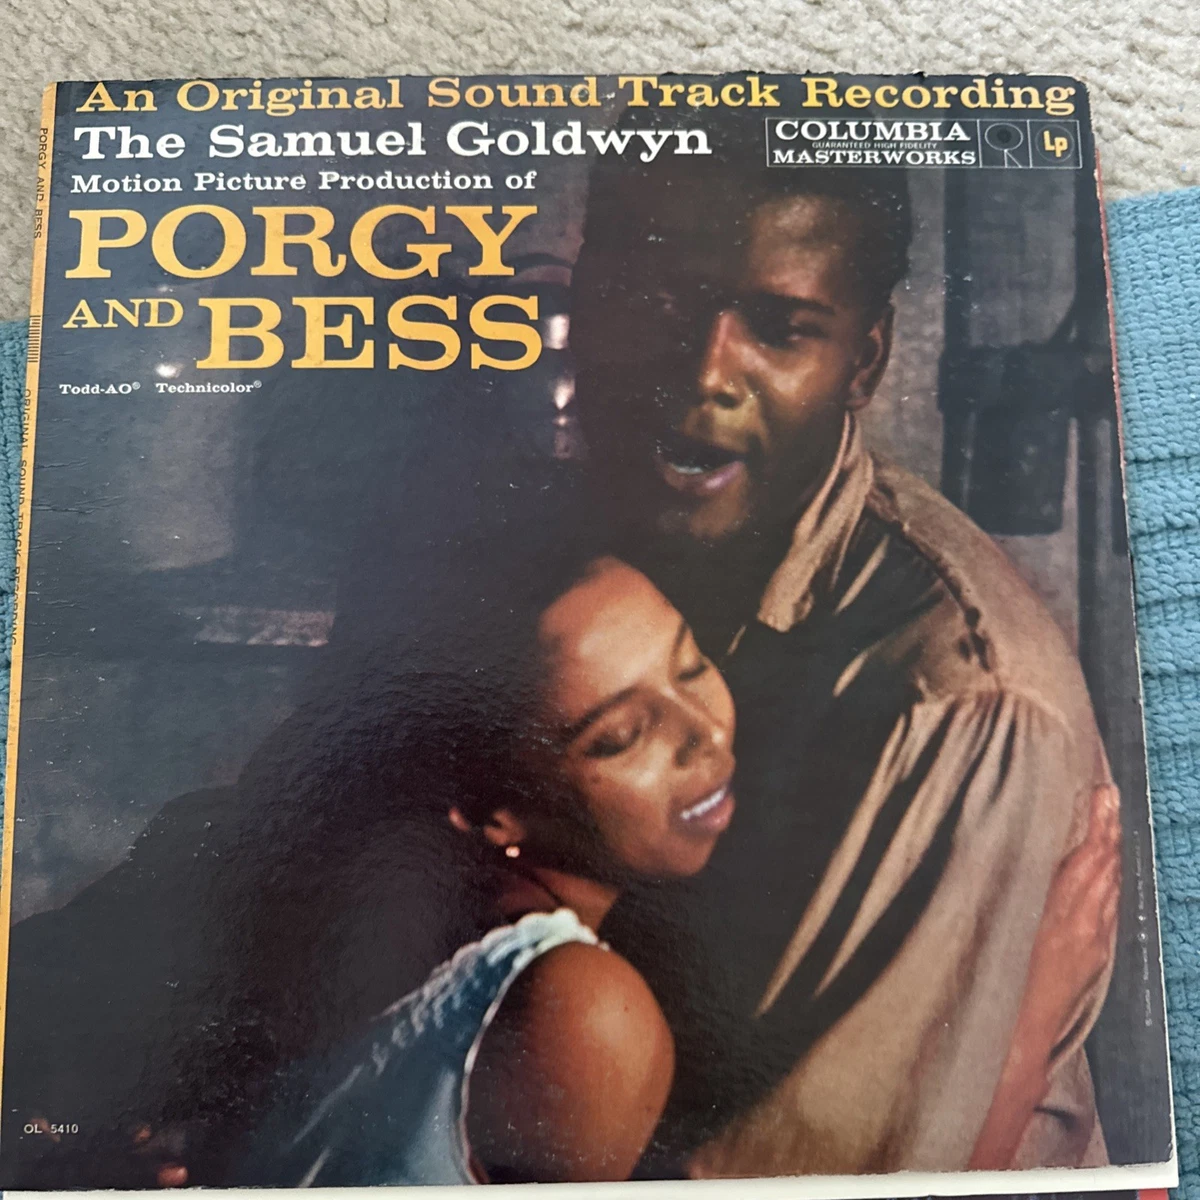 An Original Sound Track Recording
The Samuel Goldwyn
COLUMBIA
GUARANTEED HIGH FIDELITY
MASTERWORKS
Lp
Motion Picture Production of
PORGY
AND BESS
Todd-AO® Technicolor®
PORGY AND BESS
ORIGINAL SOUND TRACK RECORDING
OL 5410